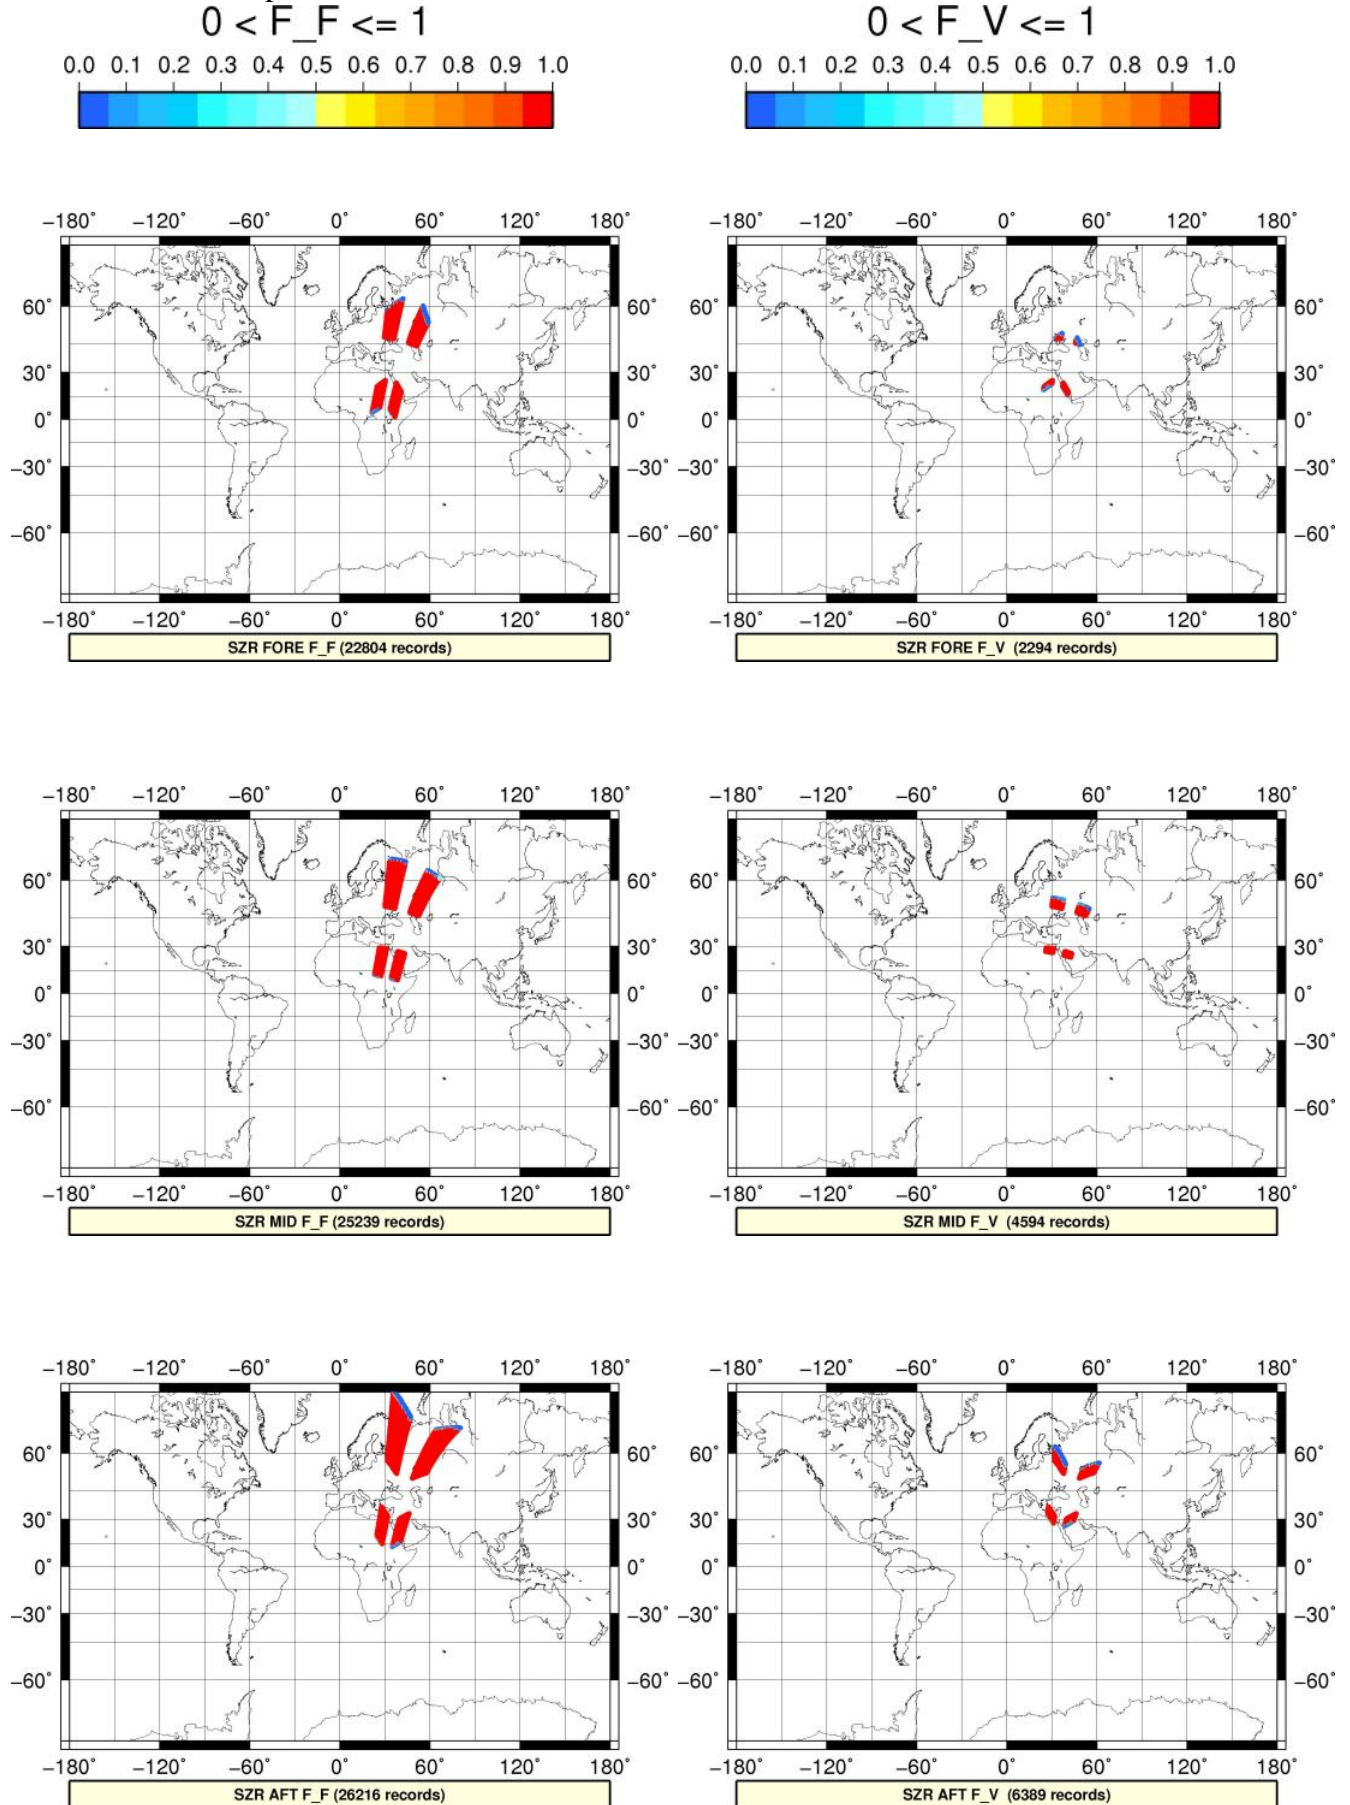 0 < F_F <= 1
0 < F_V <= 1
0.0 0.1 0.2 0.3 0.4 0.5 0.6 0.7 0.8 0.9 1.0
0.0 0.1 0.2 0.3 0.4 0.5 0.6 0.7 0.8 0.9 1.0
−180˚ −120˚ −60˚ 0˚ 60˚ 120˚ 180˚
−180˚ −120˚ −60˚ 0˚ 60˚ 120˚ 180˚
60˚ 60˚ 60˚
30˚ 30˚ 30˚
0˚ 0˚ 0˚ 0˚
−30˚ −30˚ −30˚ −30˚
−60˚ −60˚ −60˚ −60˚
−180˚ −120˚ −60˚ 0˚ 60˚ 120˚ 180˚
−180˚ −120˚ −60˚ 0˚ 60˚ 120˚ 180˚
SZR FORE F_F (22804 records)
SZR FORE F_V (2294 records)
−180˚ −120˚ −60˚ 0˚ 60˚ 120˚ 180˚
−180˚ −120˚ −60˚ 0˚ 60˚ 120˚ 180˚
60˚ 60˚ 60˚ 60˚
30˚ 30˚ 30˚ 30˚
0˚ 0˚ 0˚ 0˚
−30˚ −30˚ −30˚ −30˚
−60˚ −60˚ −60˚ −60˚
−180˚ −120˚ −60˚ 0˚ 60˚ 120˚ 180˚
−180˚ −120˚ −60˚ 0˚ 60˚ 120˚ 180˚
SZR MID F_F (25239 records)
SZR MID F_V (4594 records)
−180˚ −120˚ −60˚ 0˚ 60˚ 120˚ 180˚
−180˚ −120˚ −60˚ 0˚ 60˚ 120˚ 180˚
60˚ 60˚ 60˚ 60˚
30˚ 30˚ 30˚ 30˚
0˚ 0˚ 0˚ 0˚
−30˚ −30˚ −30˚ −30˚
−60˚ −60˚ −60˚ −60˚
−180˚ −120˚ −60˚ 0˚ 60˚ 120˚ 180˚
−180˚ −120˚ −60˚ 0˚ 60˚ 120˚ 180˚
SZR AFT F_F (26216 records)
SZR AFT F_V (6389 records)